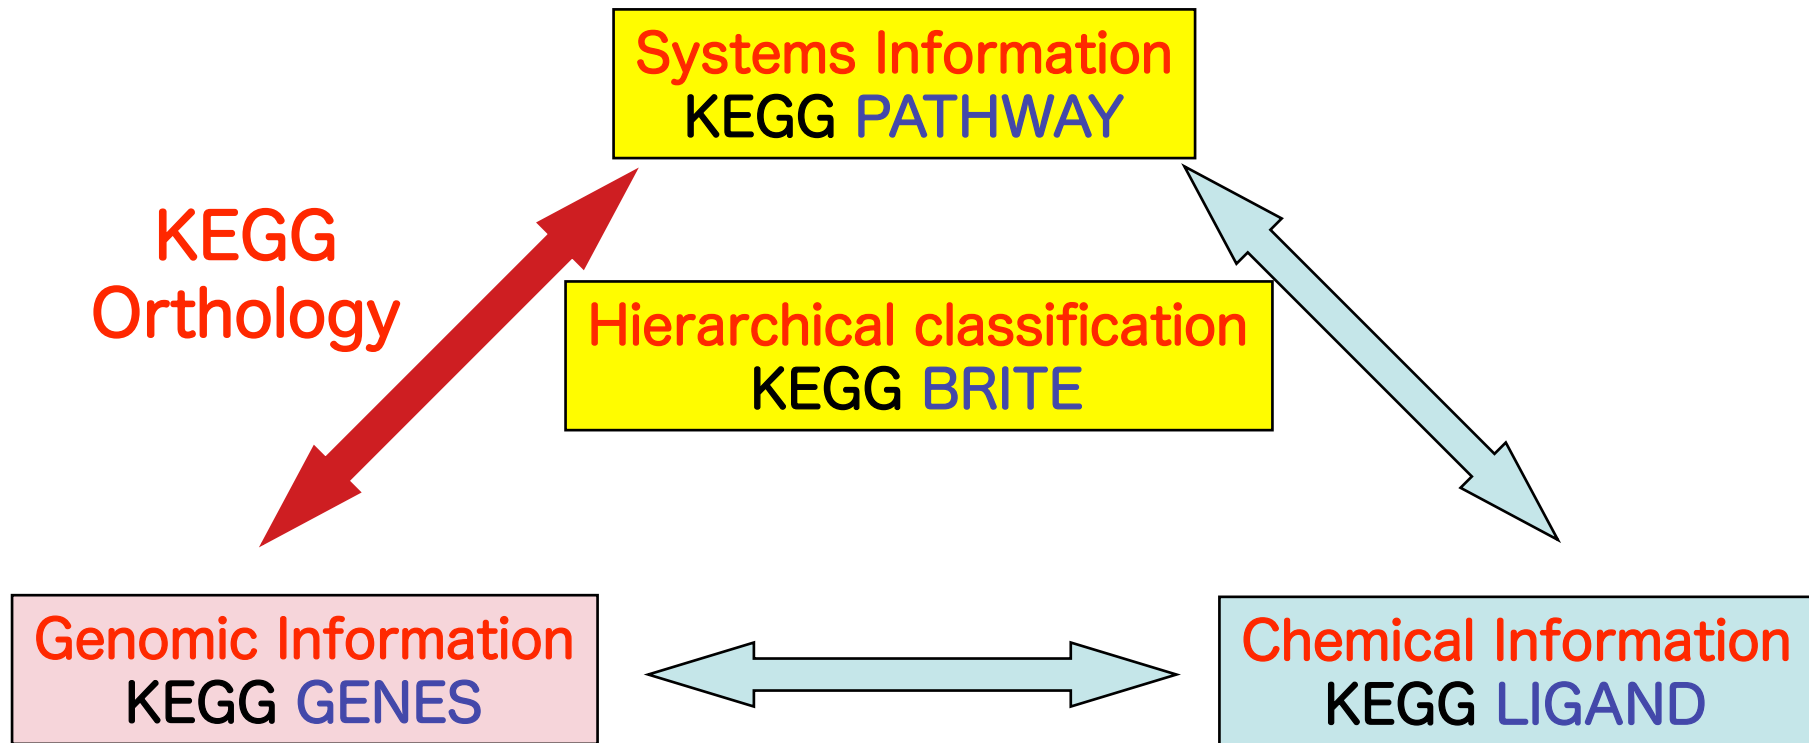 Systems Information
KEGG PATHWAY
KEGG
Orthology
Hierarchical classification
KEGG BRITE
Genomic Information
KEGG GENES
Chemical Information
KEGG LIGAND